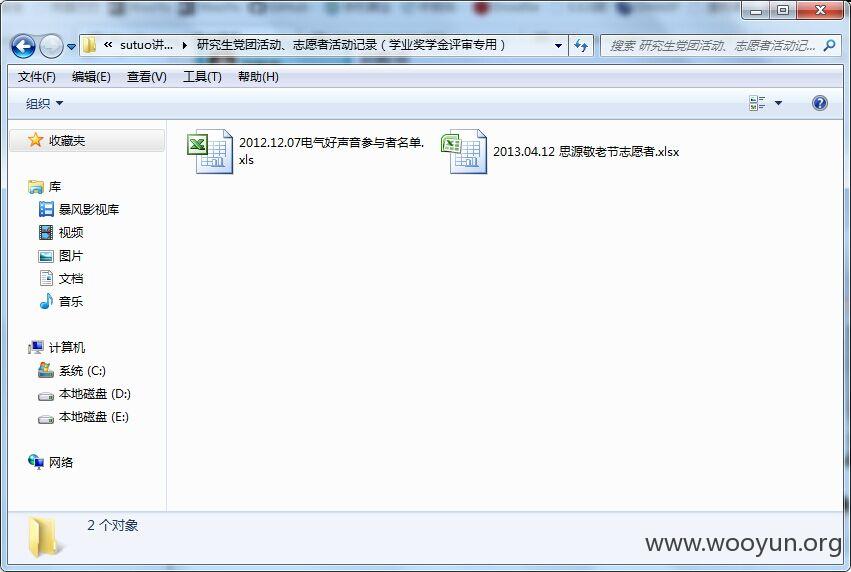 « sutuo讲... ▸ 研究生党团活动、志愿者活动记录（学业奖学金评审专用）
搜索 研究生党团活动、志愿者活动记...
文件(F) 编辑(E) 查看(V) 工具(T) 帮助(H)
组织
收藏夹
2012.12.07电气好声音参与者名单.
xls
2013.04.12 思源敬老节志愿者.xlsx
库
暴风影视库
视频
图片
文档
音乐
计算机
系统 (C:)
本地磁盘 (D:)
本地磁盘 (E:)
网络
2 个对象
www.wooyun.org